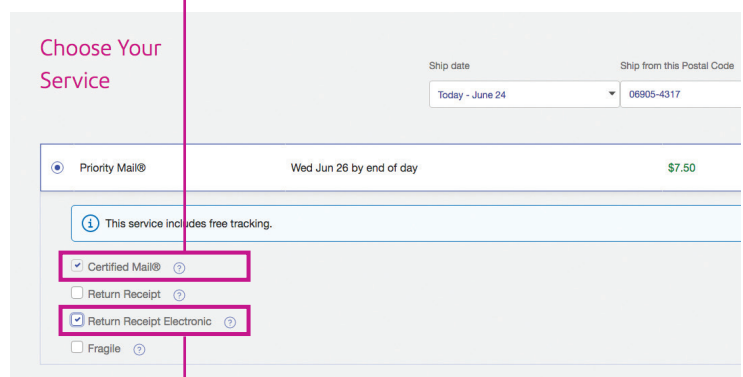 Choose Your
Service
Ship date
Ship from this Postal Code
Today - June 24
06905-4317
Priority Mail®
Wed Jun 26 by end of day
$7.50
This service includes free tracking.
Certified Mail®
Return Receipt
Return Receipt Electronic
Fragile